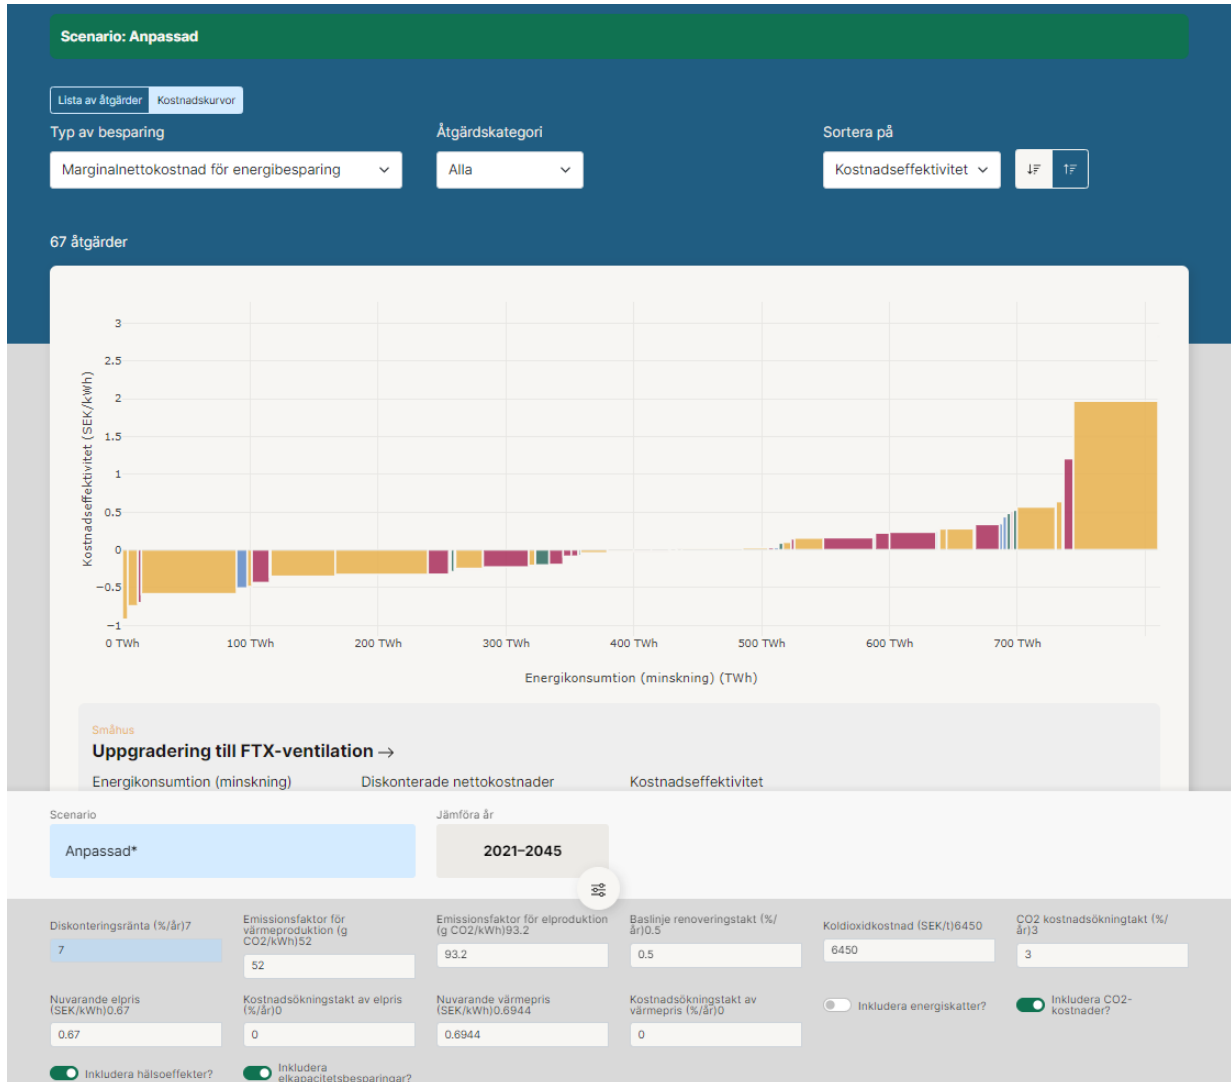 Scenario: Anpassad
Lista av åtgärder Kostnadskurvor
Typ av besparing Åtgärdskategori Sortera på
Marginalnettokostnad för energibesparing Alla Kostnadseffektivitet
67 åtgärder
3
2.5
2
1.5
1
0.5
0
−0.5
−1
Kostnadseffektivitet (SEK/kWh)
0 TWh 100 TWh 200 TWh 300 TWh 400 TWh 500 TWh 600 TWh 700 TWh
Energikonsumtion (minskning) (TWh)
Småhus
Uppgradering till FTX-ventilation →
Energikonsumtion (minskning) Diskonterade nettokostnader Kostnadseffektivitet
Scenario Jämföra år
Anpassad* 2021–2045
Diskonteringsränta (%/år)7
7
Emissionsfaktor för
värmeproduktion (g
CO2/kWh)52
52
Emissionsfaktor för elproduktion
(g CO2/kWh)93.2
93.2
Baslinje renoveringstakt (%/
år)0.5
0.5
Koldioxidkostnad (SEK/t)6450
6450
CO2 kostnadsökningtakt (%/
år)3
3
Nuvarande elpris
(SEK/kWh)0.67
0.67
Kostnadsökningstakt av elpris
(%/år)0
0
Nuvarande värmepris
(SEK/kWh)0.6944
0.6944
Kostnadsökningstakt av
värmepris (%/år)0
0
Inkludera energiskatter?
Inkludera CO2-
kostnader?
Inkludera hälsoeffekter?
Inkludera
elkapacitetsbesparingar?